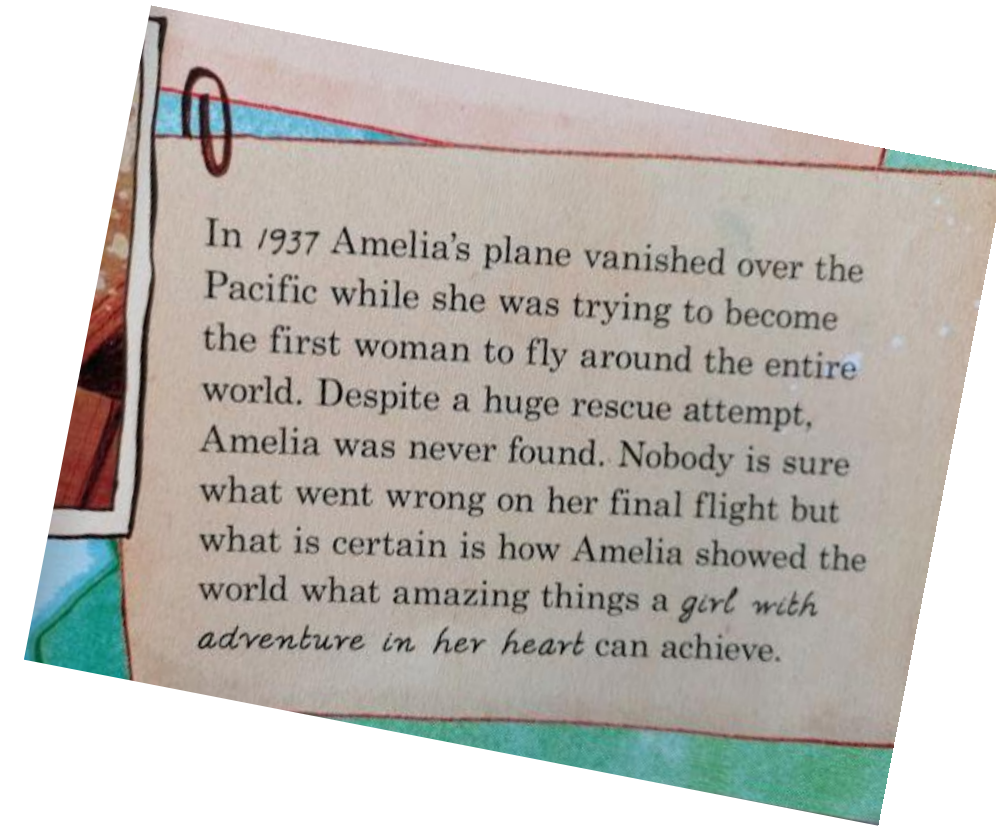 In 1937 Amelia's plane vanished over the
Pacific while she was trying to become
the first woman to fly around the entire
world. Despite a huge rescue attempt,
Amelia was never found. Nobody is sure
what went wrong on her final flight but
what is certain is how Amelia showed the
world what amazing things a girl with
adventure in her heart can achieve.